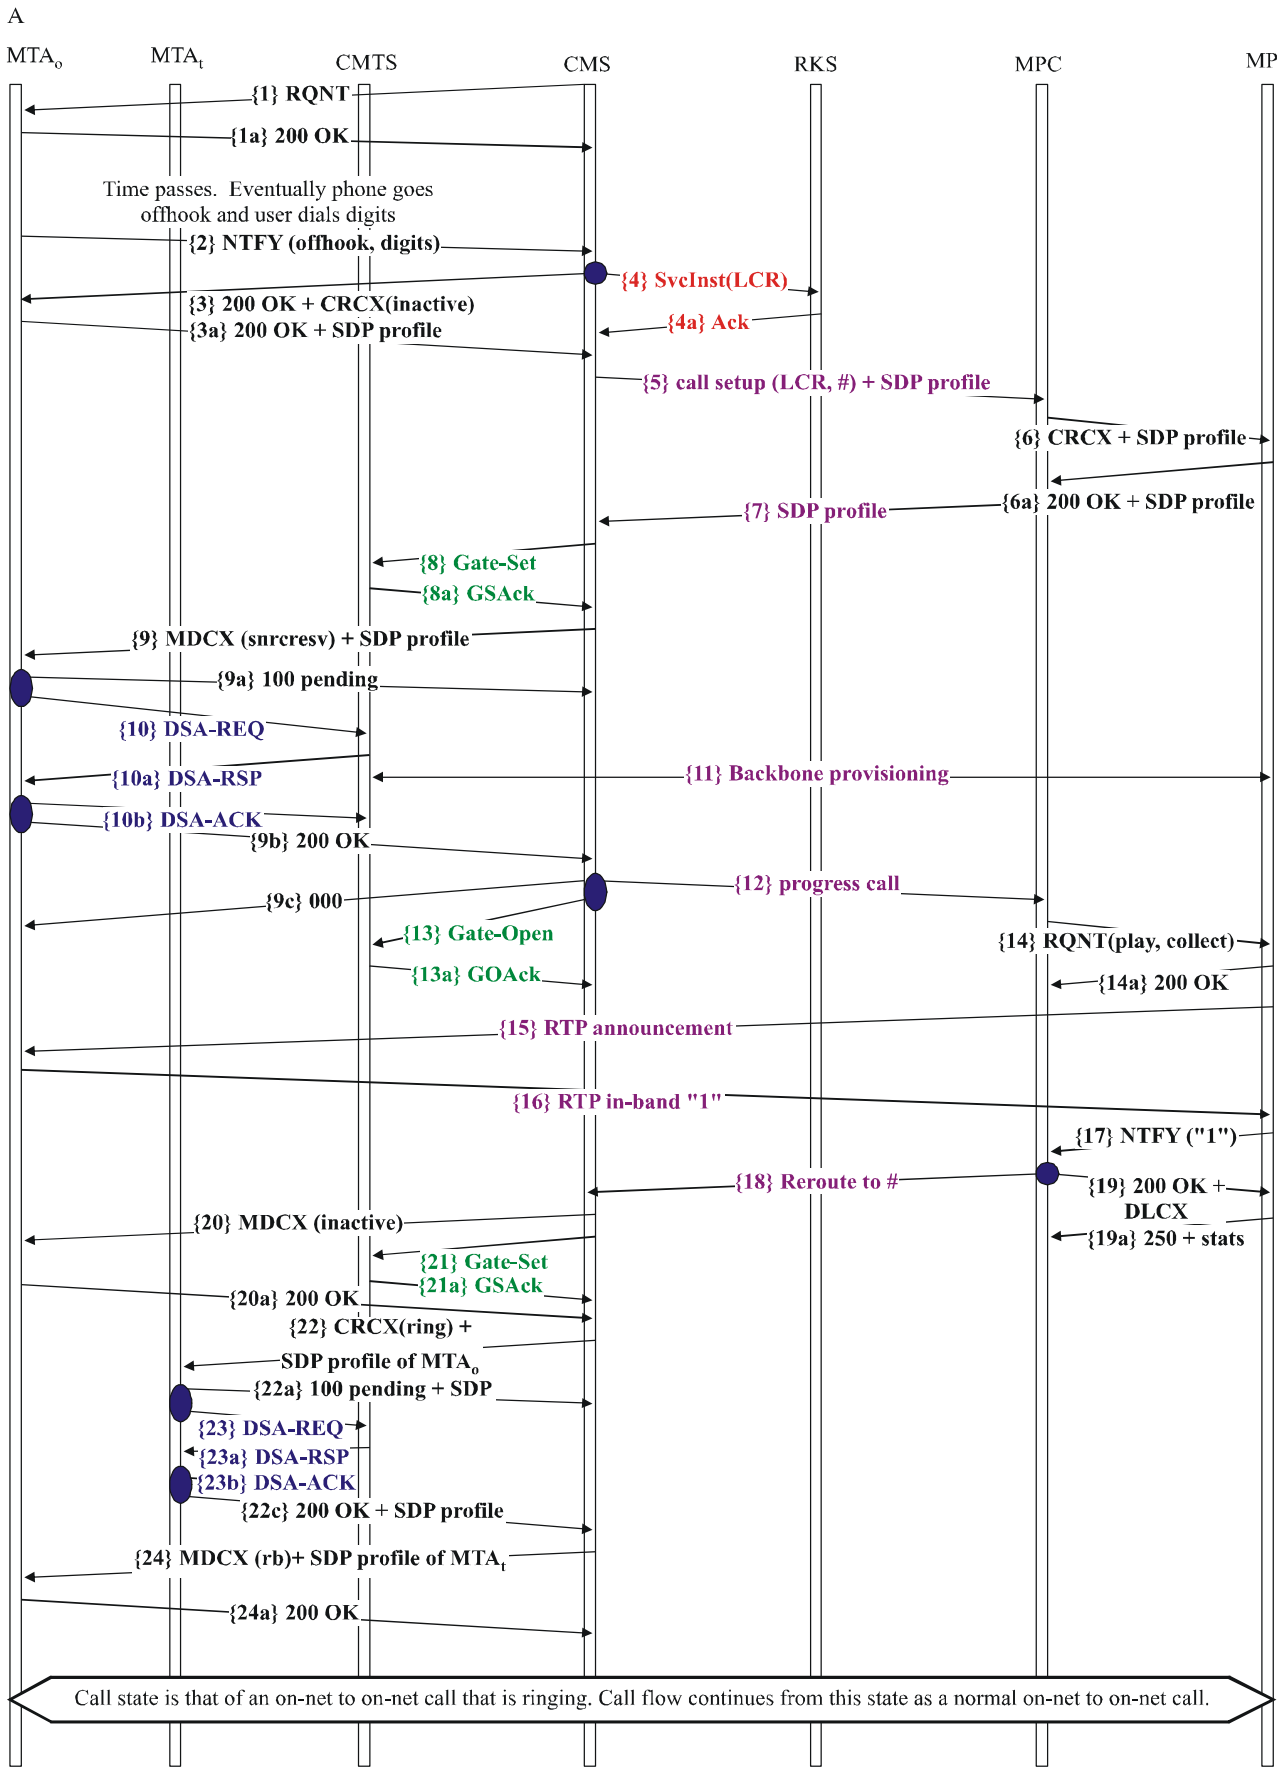 A
MTAo MTAt CMTS CMS RKS MPC MP
{1} RQNT
{1a} 200 OK
Time passes. Eventually phone goes
offhook and user dials digits
{2} NTFY (offhook, digits)
{4} SvcInst(LCR)
{3} 200 OK + CRCX(inactive)
{4a} Ack
{3a} 200 OK + SDP profile
{5} call setup (LCR, #) + SDP profile
{6} CRCX + SDP profile
{6a} 200 OK + SDP profile
{7} SDP profile
{8} Gate-Set
{8a} GSAck
{9} MDCX (snrcresv) + SDP profile
{9a} 100 pending
{10} DSA-REQ
{10a} DSA-RSP
{11} Backbone provisioning
{10b} DSA-ACK
{9b} 200 OK
{12} progress call
{9c} 000
{13} Gate-Open
{14} RQNT(play, collect)
{13a} GOAck
{14a} 200 OK
{15} RTP announcement
{16} RTP in-band "1"
{17} NTFY ("1")
{18} Reroute to #
{19} 200 OK +
DLCX
{20} MDCX (inactive)
{19a} 250 + stats
{21} Gate-Set
{21a} GSAck
{20a} 200 OK
{22} CRCX(ring) +
SDP profile of MTAo
{22a} 100 pending + SDP
{23} DSA-REQ
{23a} DSA-RSP
{23b} DSA-ACK
{22c} 200 OK + SDP profile
{24} MDCX (rb)+ SDP profile of MTAt
{24a} 200 OK
Call state is that of an on-net to on-net call that is ringing. Call flow continues from this state as a normal on-net to on-net call.